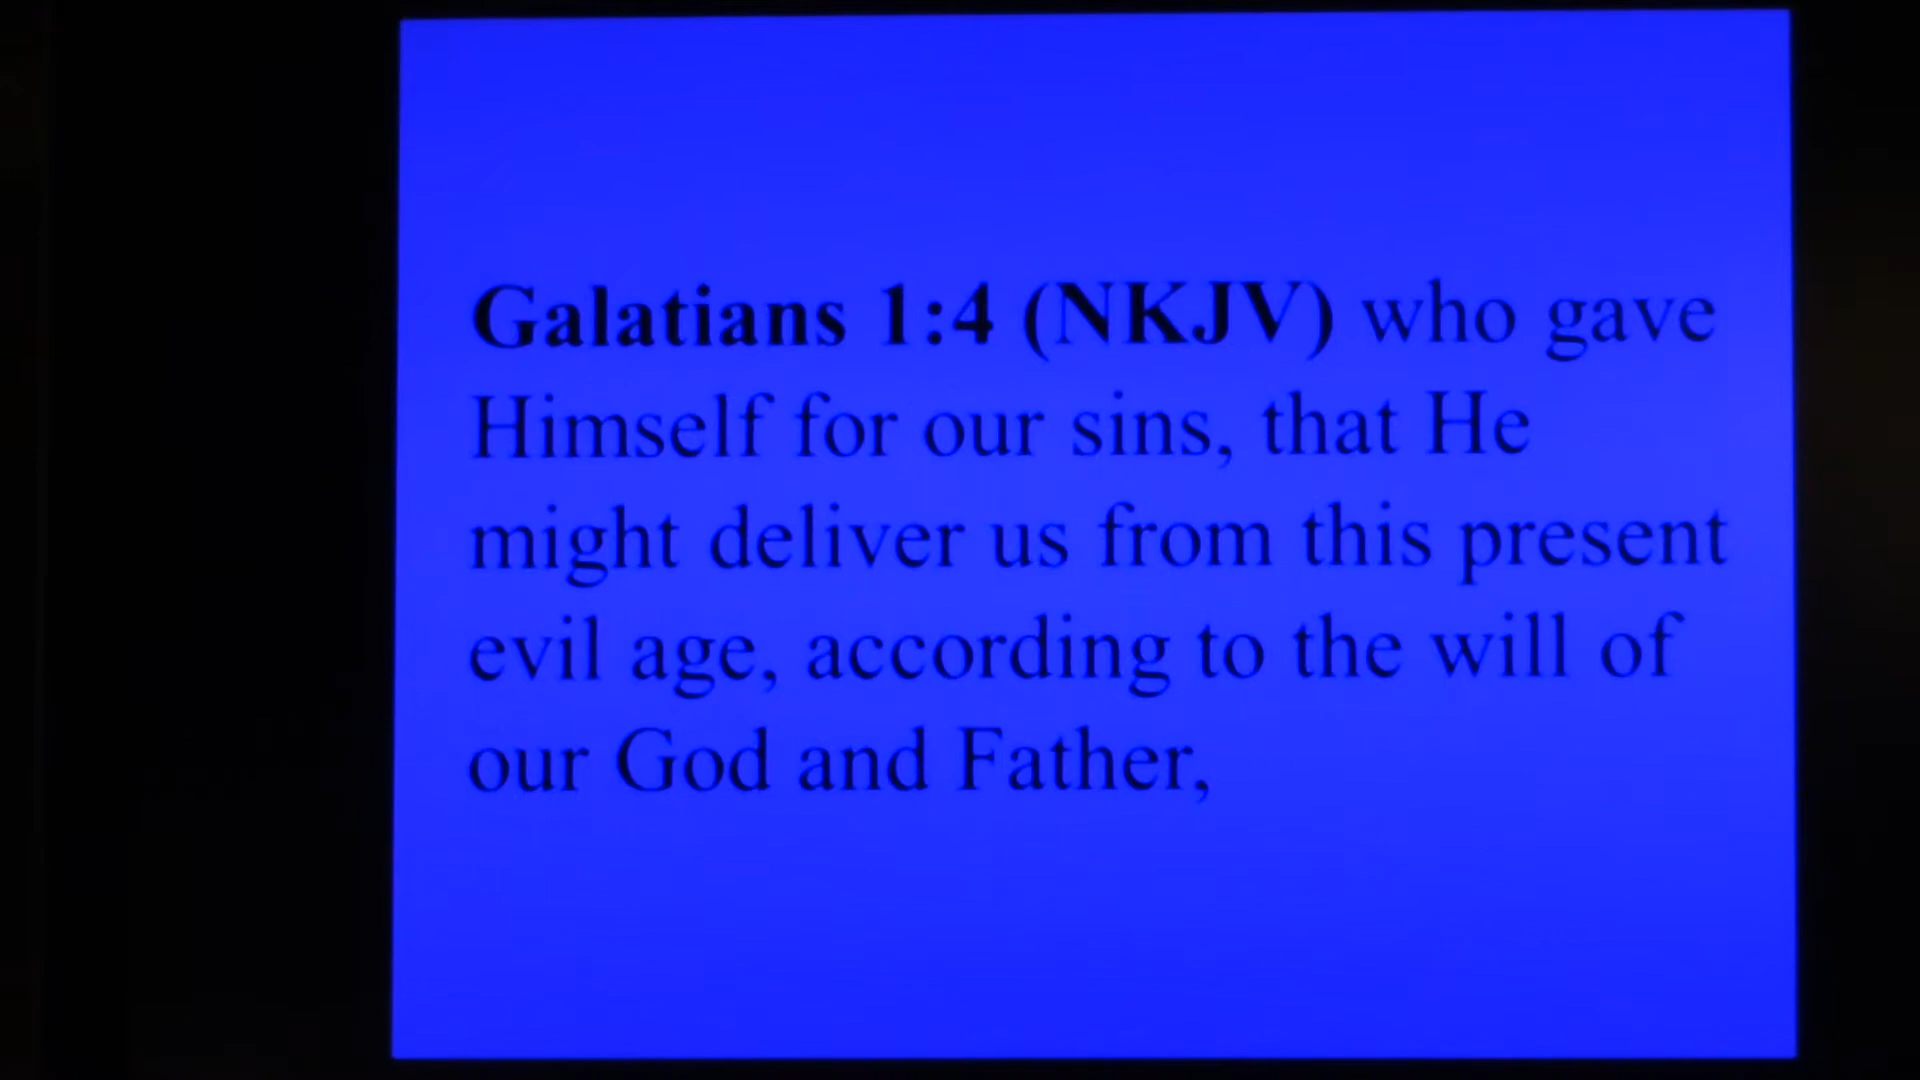 Galatians 1:4 (NKJV) who gave
Himself for our sins, that He
might deliver us from this present
evil age, according to the will of
our God and Father,